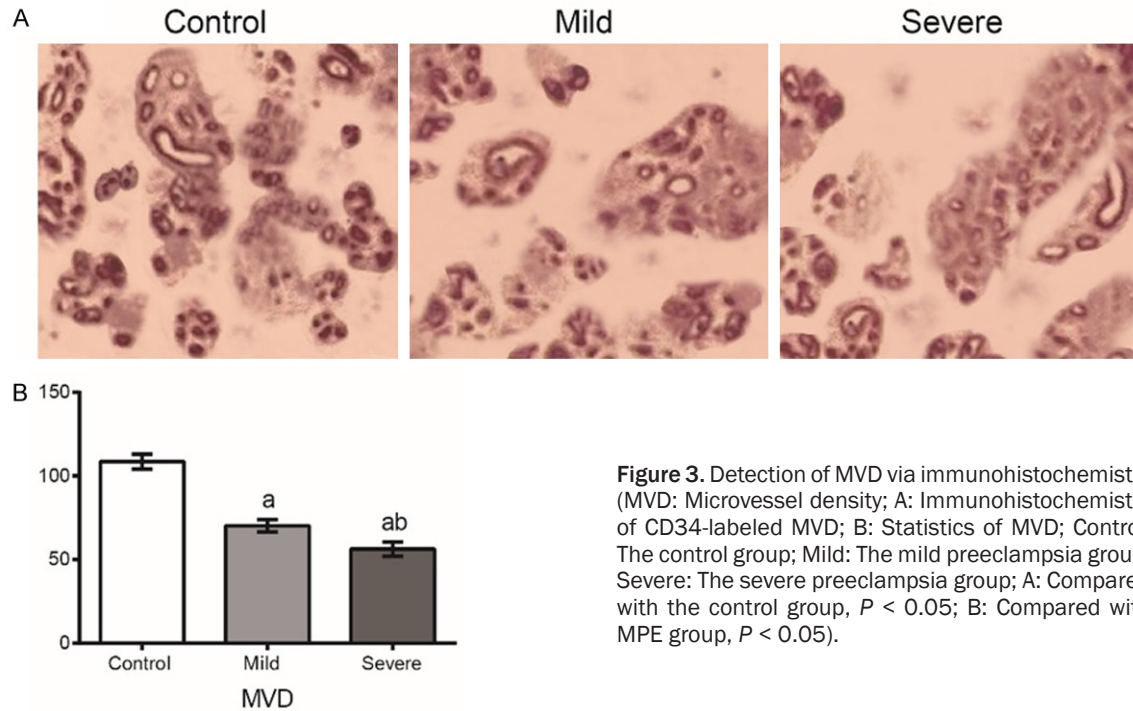 A
Control Mild Severe
B
150
100
50
0
a
ab
Control Mild Severe
MVD
Figure 3. Detection of MVD via immunohistochemist
(MVD: Microvessel density; A: Immunohistochemist
of CD34-labeled MVD; B: Statistics of MVD; Contro
The control group; Mild: The mild preeclampsia grou
Severe: The severe preeclampsia group; A: Compare
with the control group, P < 0.05; B: Compared wit
MPE group, P < 0.05).